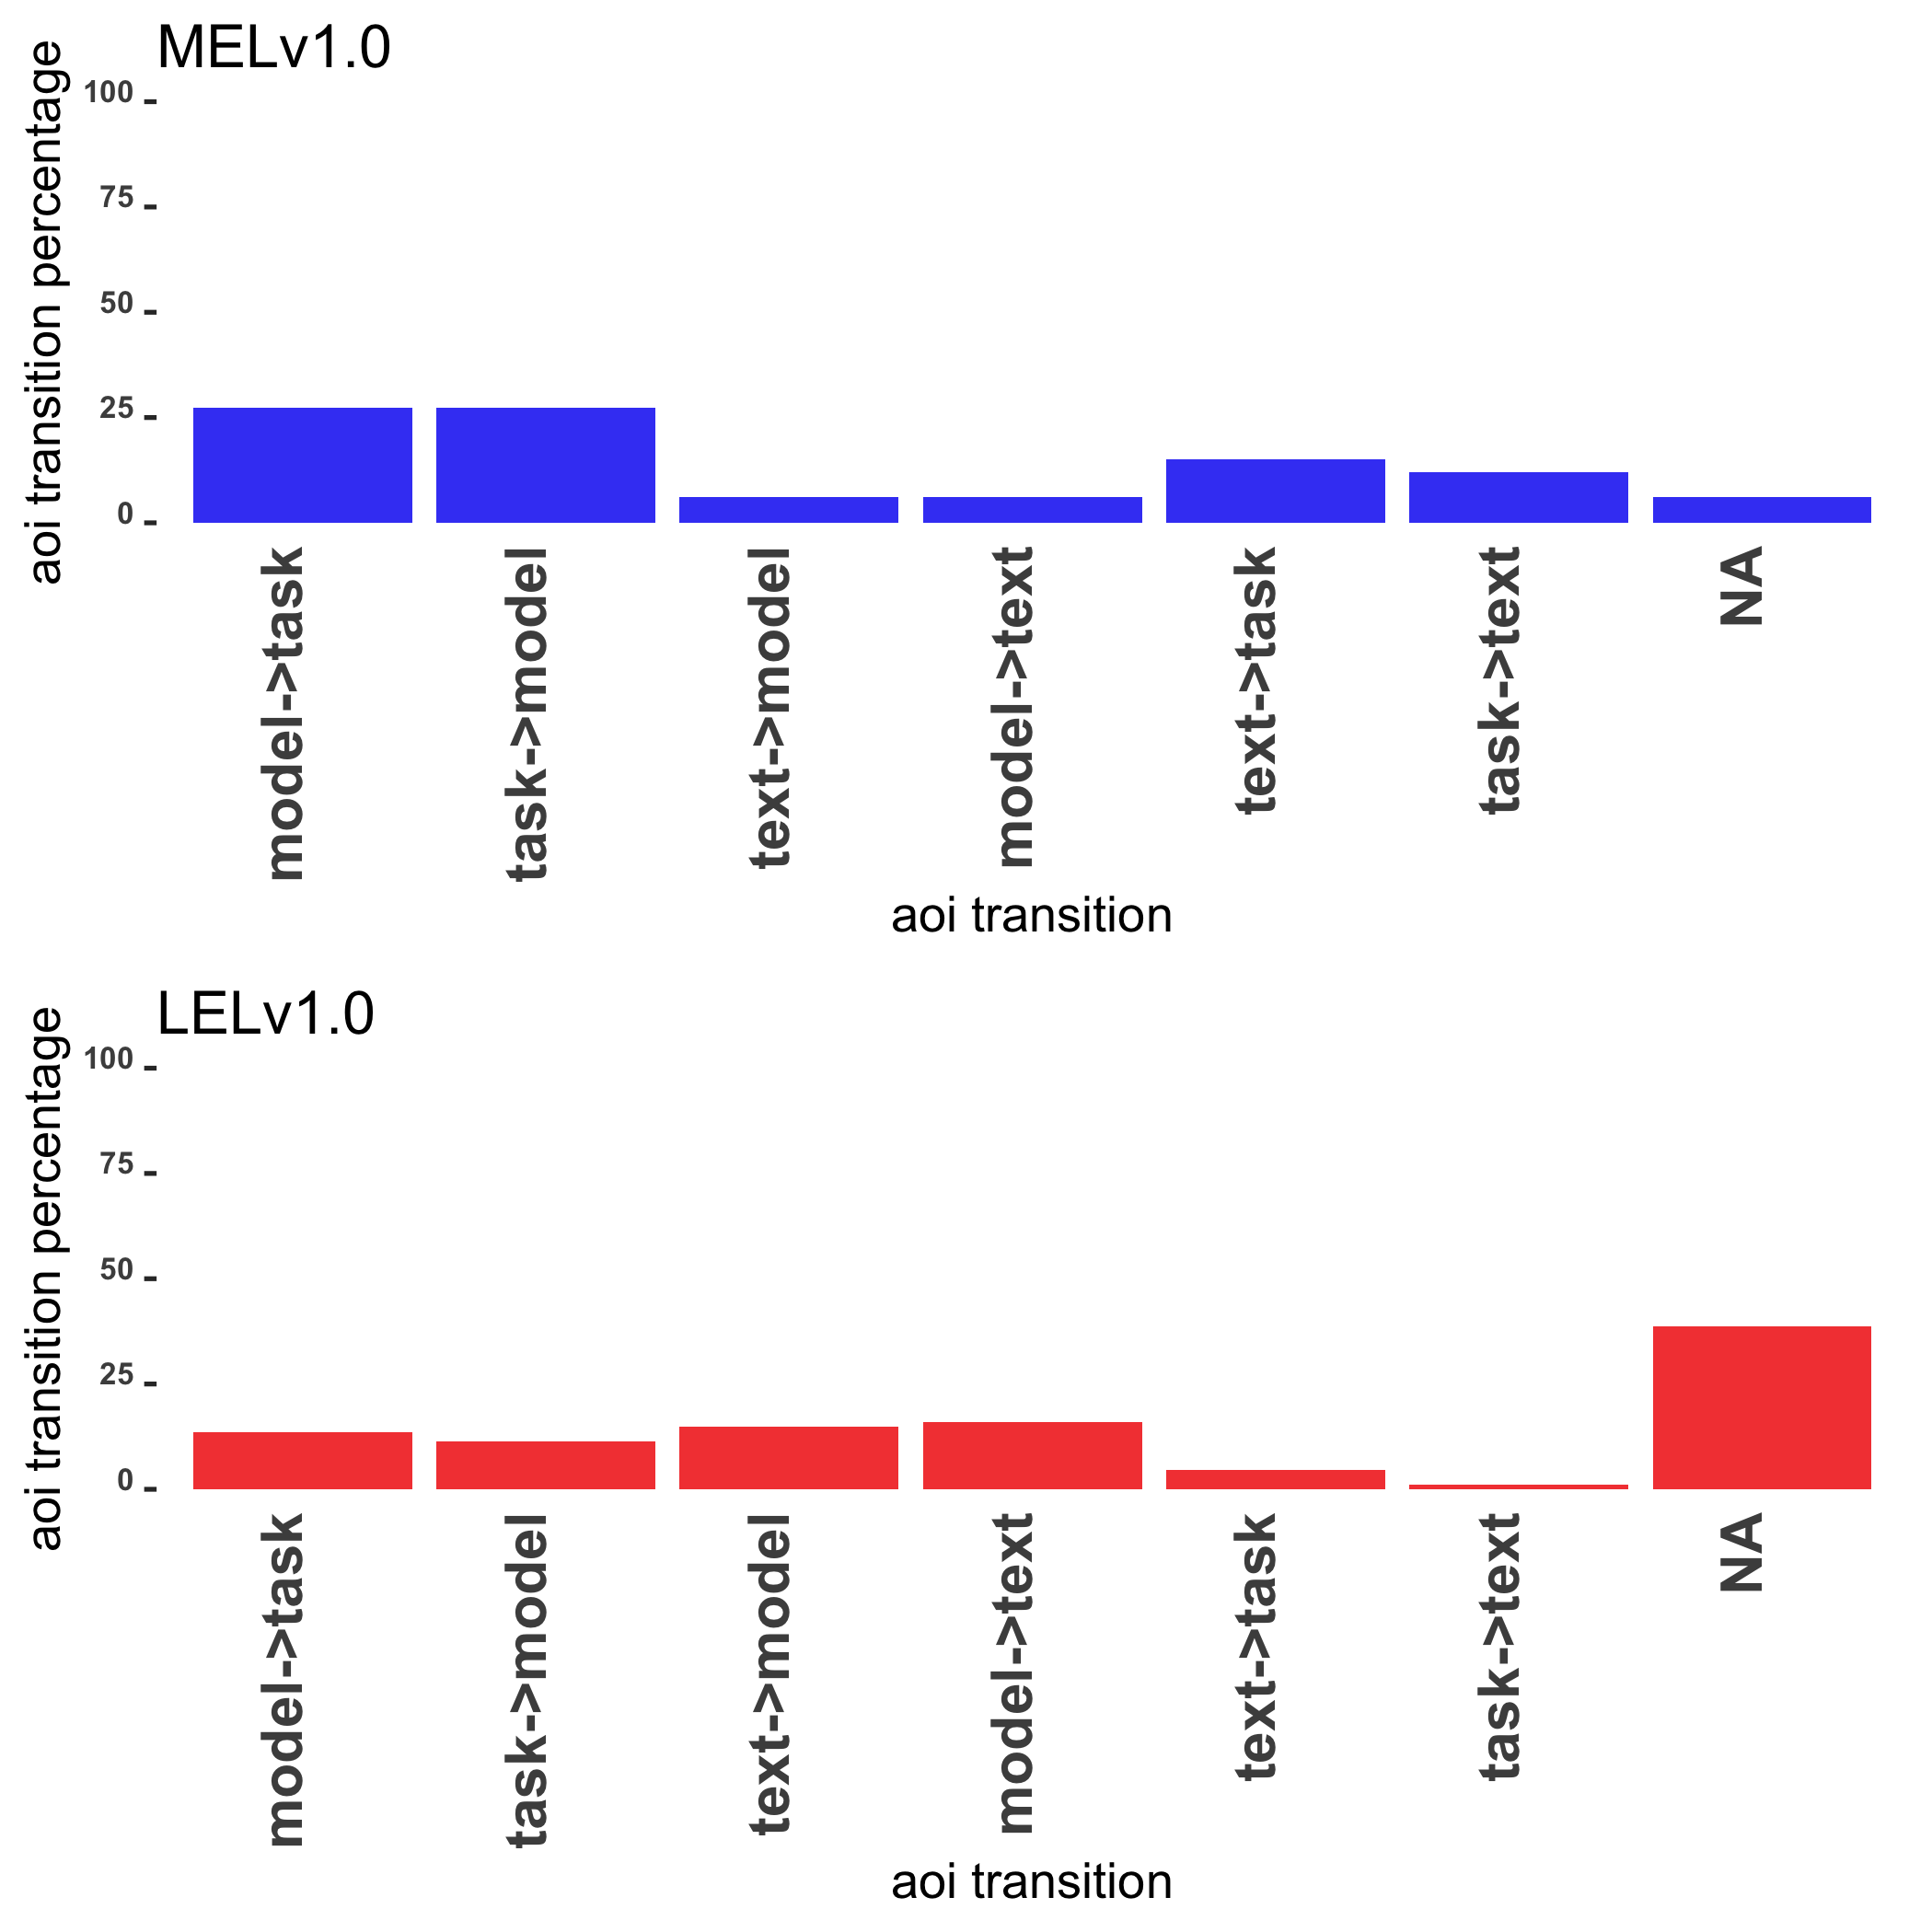 MELv1.0
aoi transition percentage
100
75
50
25
0
model->task
task->model
text->model
model->text
text->task
task->text
NA
aoi transition
LELv1.0
aoi transition percentage
100
75
50
25
0
model->task
task->model
text->model
model->text
text->task
task->text
NA
aoi transition